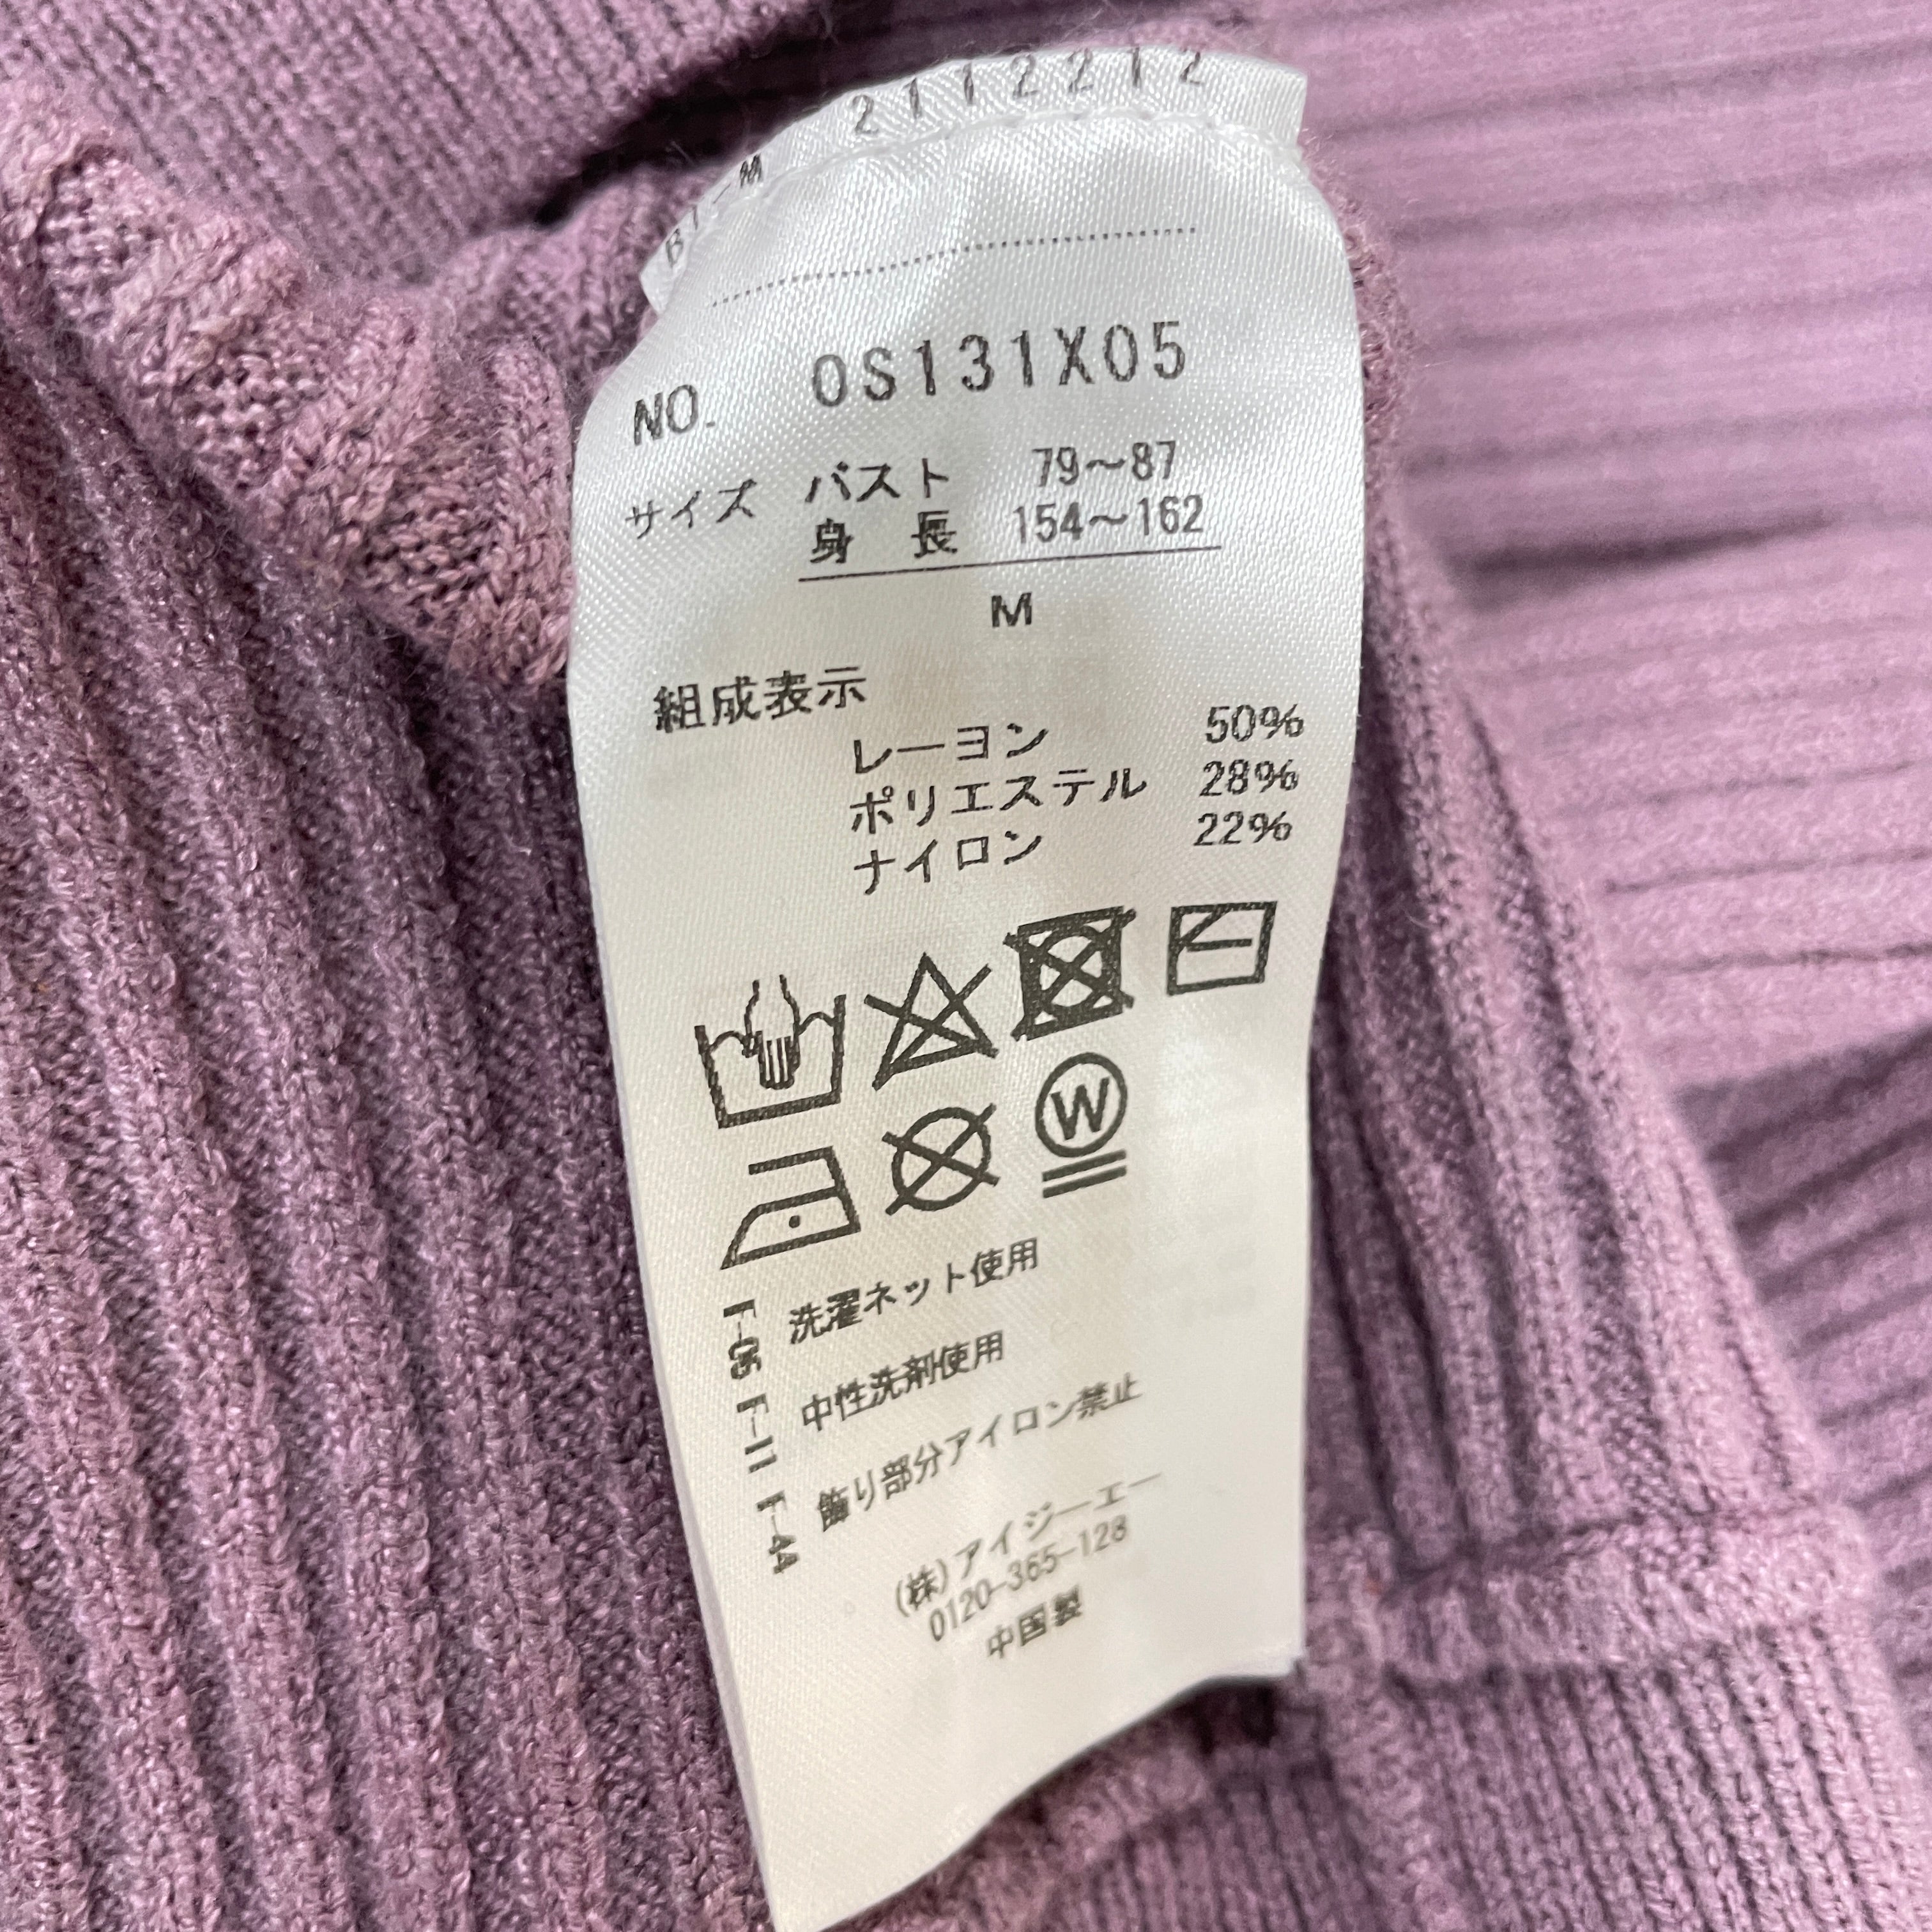 2112212
BT-M
NO. 0S131X05
サイズ バスト 79～87
身 長 154～162
M
組成表示
レーヨン 50%
ポリエステル 28%
ナイロン 22%
W
洗濯ネット使用
中性洗剤使用
飾り部分アイロン禁止
F-06 F-11 F-44
(株)アイジーエー
0120-365-128
中国製